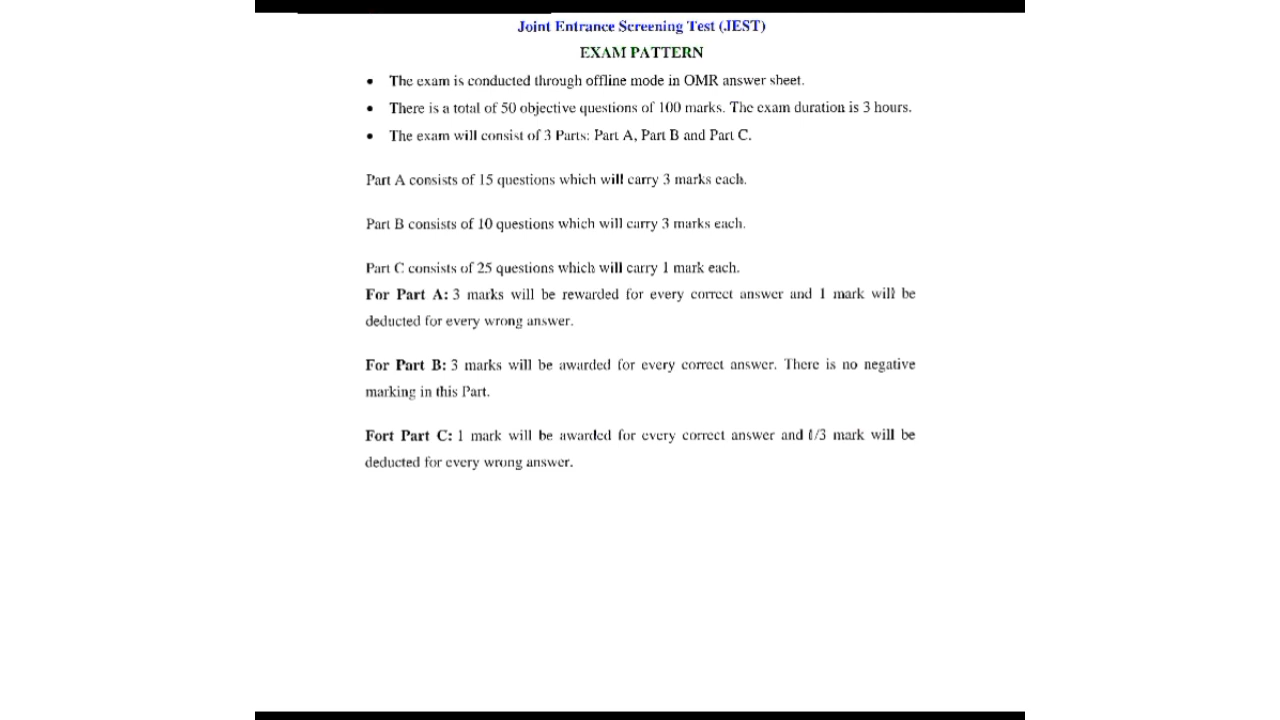 Joint Entrance Screening Test (JEST)
EXAM PATTERN
• The exam is conducted through offline mode in OMR answer sheet.
• There is a total of 50 objective questions of 100 marks. The exam duration is 3 hours.
• The exam will consist of 3 Parts: Part A, Part B and Part C.
Part A consists of 15 questions which will carry 3 marks each.
Part B consists of 10 questions which will carry 3 marks each.
Part C consists of 25 questions which will carry 1 mark each.
For Part A: 3 marks will be rewarded for every correct answer and 1 mark will be
deducted for every wrong answer.
For Part B: 3 marks will be awarded for every correct answer. There is no negative
marking in this Part.
Fort Part C: 1 mark will be awarded for every correct answer and 1/3 mark will be
deducted for every wrong answer.